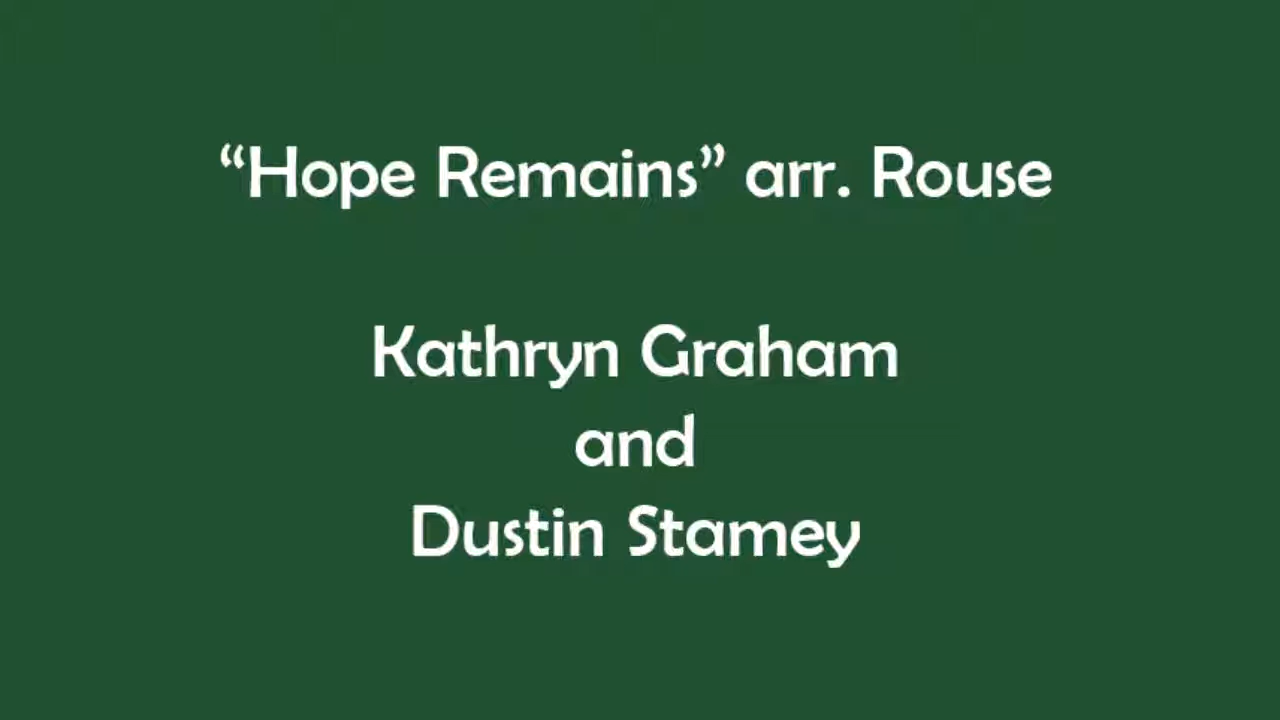 “Hope Remains” arr. Rouse
Kathryn Graham
and
Dustin Stamey